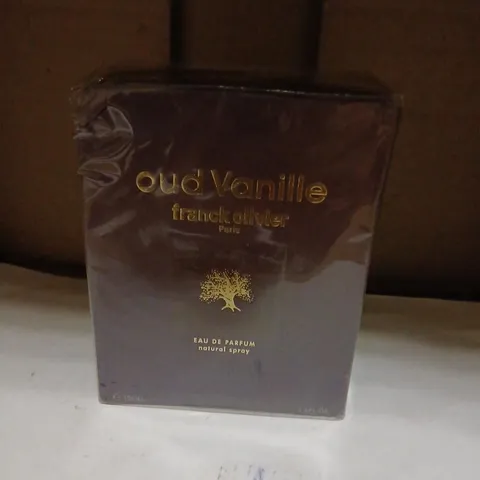 oud Vanille
franck olivier
Paris
EAU DE PARFUM
natural spray